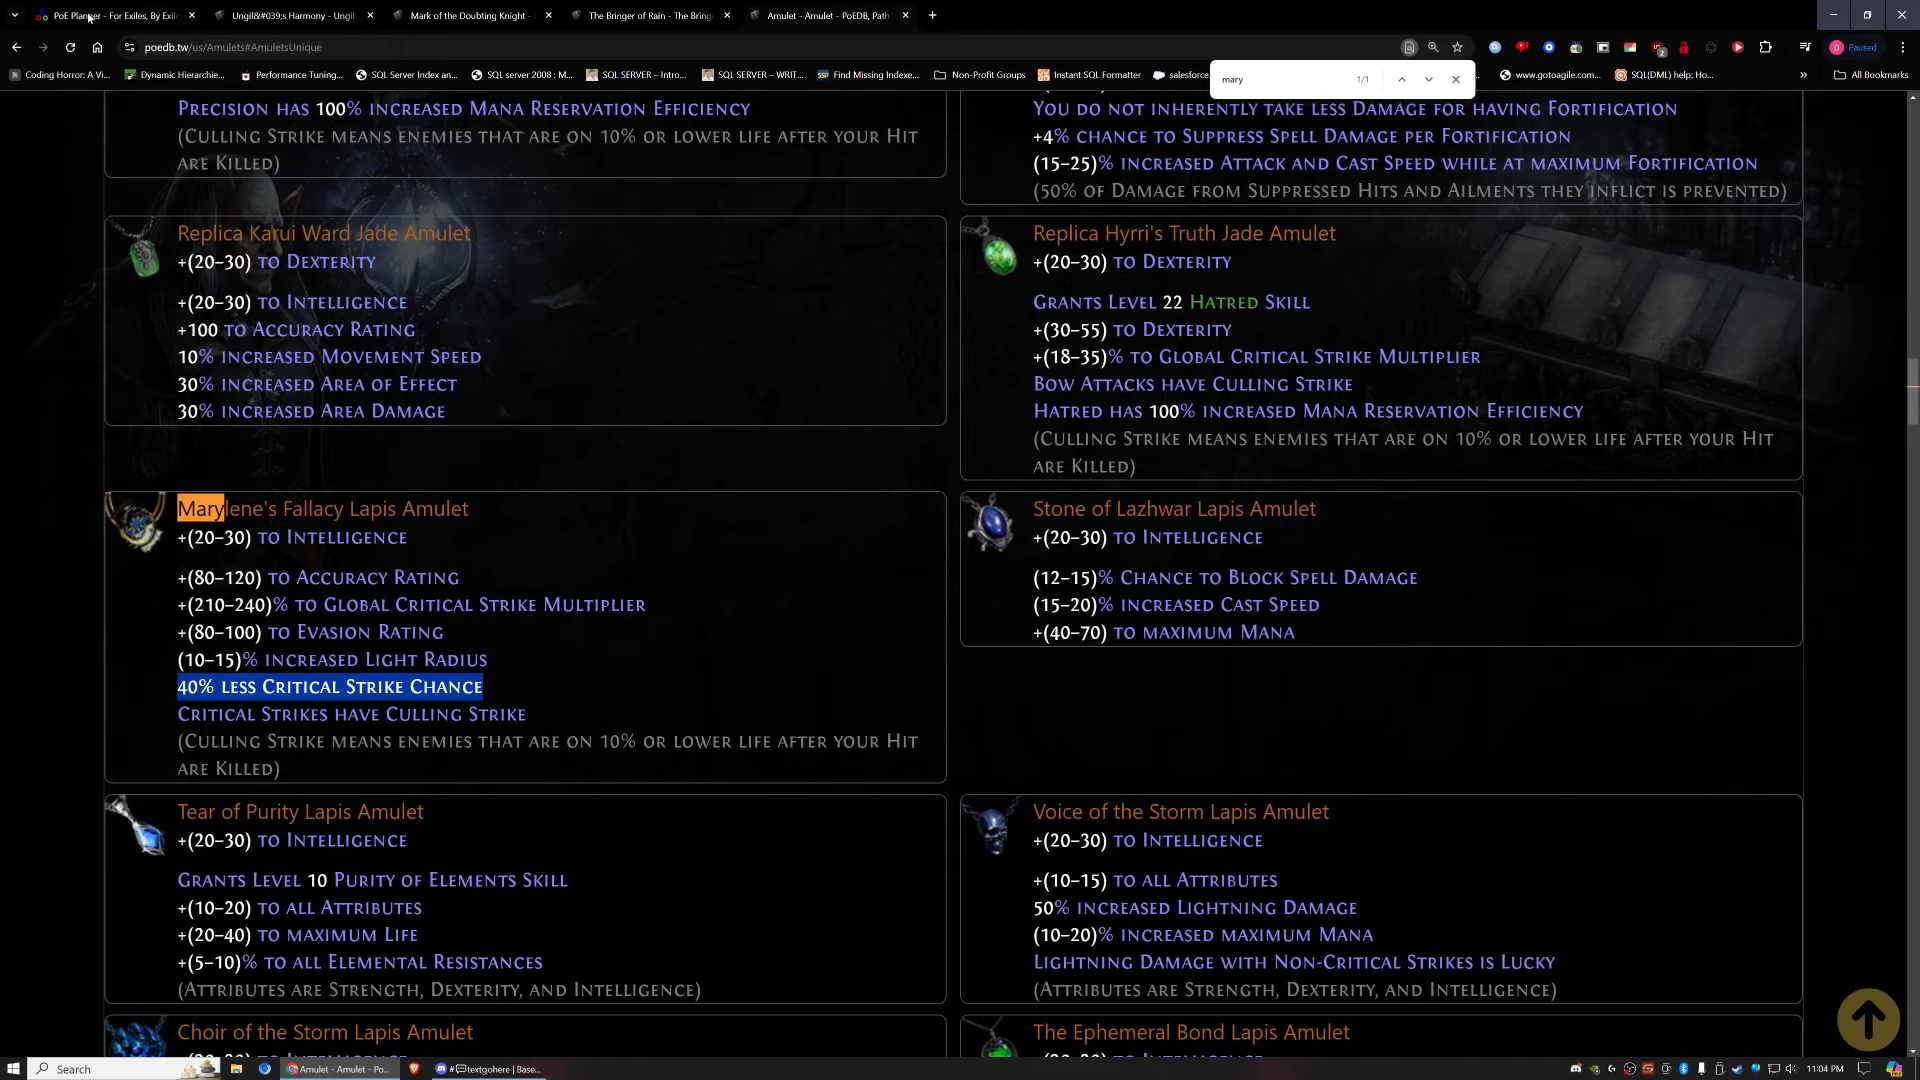 PoE Planner - For Exiles, By Exile
Ungil&#039;s Harmony - Ungil
Mark of the Doubting Knight -
The Bringer of Rain - The Bring
Amulet - Amulet - PoEDB, Path
poedb.tw/us/Amulets#AmuletsUnique
Paused
Coding Horror: A Vi...
Dynamic Hierarchie...
Performance Tuning...
SQL Server Index an...
SQL server 2008 : M...
SQL SERVER – Intro...
SQL SERVER – WRIT...
Find Missing Indexe...
Non-Profit Groups
Instant SQL Formatter
salesforce.
www.gotoagile.com...
SQL(DML) help: Ho...
All Bookmarks
mary
1/1
Precision has 100% increased Mana Reservation Efficiency
(Culling Strike means enemies that are on 10% or lower life after your Hit
are Killed)
You do not inherently take less Damage for having Fortification
+4% chance to Suppress Spell Damage per Fortification
(15–25)% increased Attack and Cast Speed while at maximum Fortification
(50% of Damage from Suppressed Hits and Ailments they inflict is prevented)
Replica Karui Ward Jade Amulet
+(20–30) to Dexterity
+(20–30) to Intelligence
+100 to Accuracy Rating
10% increased Movement Speed
30% increased Area of Effect
30% increased Area Damage
Replica Hyrri's Truth Jade Amulet
+(20–30) to Dexterity
Grants Level 22 Hatred Skill
+(30–55) to Dexterity
+(18–35)% to Global Critical Strike Multiplier
Bow Attacks have Culling Strike
Hatred has 100% increased Mana Reservation Efficiency
(Culling Strike means enemies that are on 10% or lower life after your Hit
are Killed)
Marylene's Fallacy Lapis Amulet
+(20–30) to Intelligence
+(80–120) to Accuracy Rating
+(210–240)% to Global Critical Strike Multiplier
+(80–100) to Evasion Rating
(10–15)% increased Light Radius
40% less Critical Strike Chance
Critical Strikes have Culling Strike
(Culling Strike means enemies that are on 10% or lower life after your Hit
are Killed)
Stone of Lazhwar Lapis Amulet
+(20–30) to Intelligence
(12–15)% Chance to Block Spell Damage
(15–20)% increased Cast Speed
+(40–70) to maximum Mana
Tear of Purity Lapis Amulet
+(20–30) to Intelligence
Grants Level 10 Purity of Elements Skill
+(10–20) to all Attributes
+(20–40) to maximum Life
+(5–10)% to all Elemental Resistances
(Attributes are Strength, Dexterity, and Intelligence)
Voice of the Storm Lapis Amulet
+(20–30) to Intelligence
+(10–15) to all Attributes
50% increased Lightning Damage
(10–20)% increased maximum Mana
Lightning Damage with Non-Critical Strikes is Lucky
(Attributes are Strength, Dexterity, and Intelligence)
Choir of the Storm Lapis Amulet
The Ephemeral Bond Lapis Amulet
Search
Amulet - Amulet - Po...
textgohere | Base...
11:04 PM